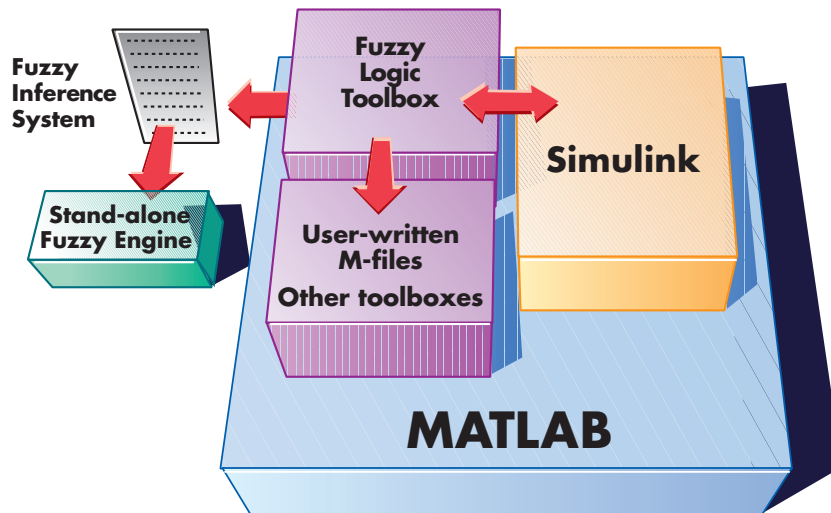 Fuzzy
Logic
Toolbox
Fuzzy
Inference
System
Simulink
Stand-alone
Fuzzy Engine
User-written
M-files
Other toolboxes
MATLAB